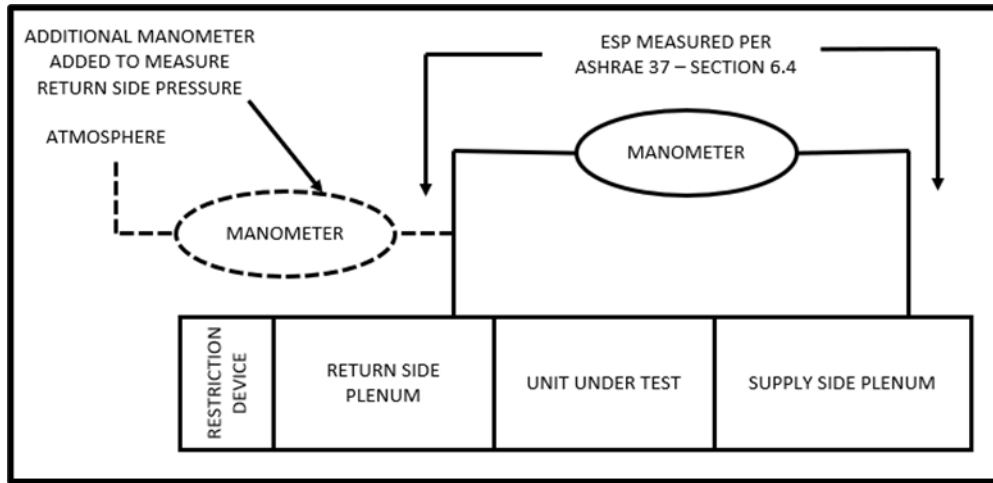 ADDITIONAL MANOMETER
ADDED TO MEASURE
RETURN SIDE PRESSURE
ESP MEASURED PER
ASHRAE 37 – SECTION 6.4
ATMOSPHERE
MANOMETER
MANOMETER
RESTRICTION
DEVICE
RETURN SIDE
PLENUM
UNIT UNDER TEST
SUPPLY SIDE PLENUM